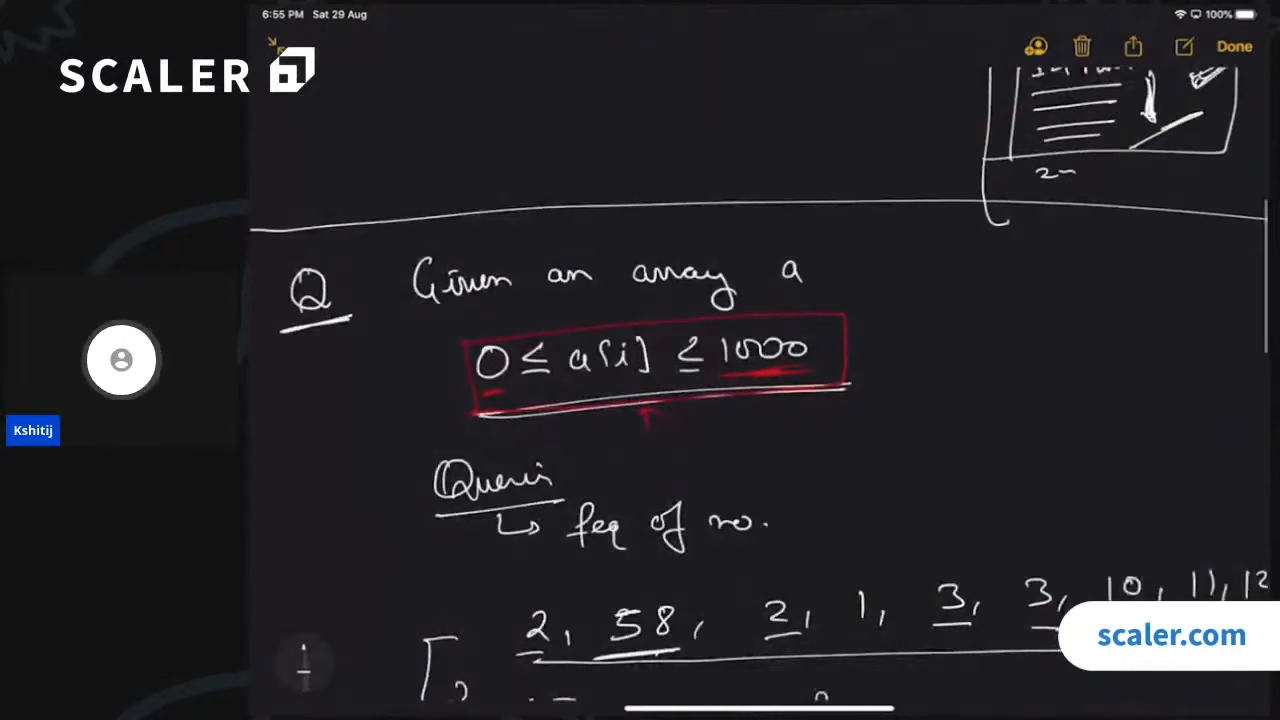 6:55 PM Sat 29 Aug
100%
SCALER
Done
2
Q Given an array a
0 ≤ a[i] ≤ 1000
Kshitij
Queries
↳ freq of no.
2, 58, 2, 1, 3, 3, 10, 11, 12
scaler.com